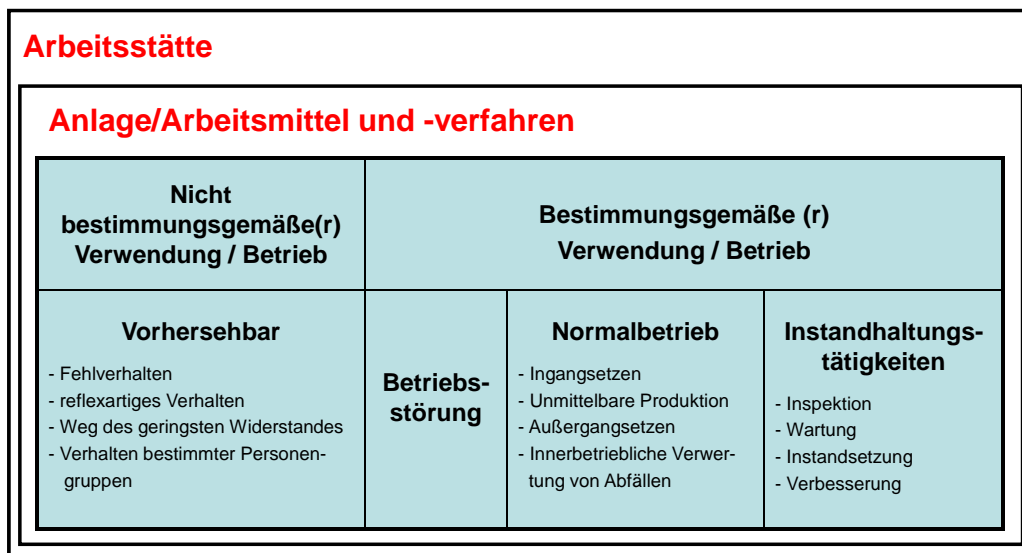 Arbeitsstätte
Anlage/Arbeitsmittel und -verfahren
Nicht
bestimmungsgemäße(r)
Verwendung / Betrieb
Bestimmungsgemäße (r)
Verwendung / Betrieb
Vorhersehbar
- Fehlverhalten
- reflexartiges Verhalten
- Weg des geringsten Widerstandes
- Verhalten bestimmter Personen-
gruppen
Betriebs-
störung
Normalbetrieb
- Ingangsetzen
- Unmittelbare Produktion
- Außergangsetzen
- Innerbetriebliche Verwer-
tung von Abfällen
Instandhaltungs-
tätigkeiten
- Inspektion
- Wartung
- Instandsetzung
- Verbesserung